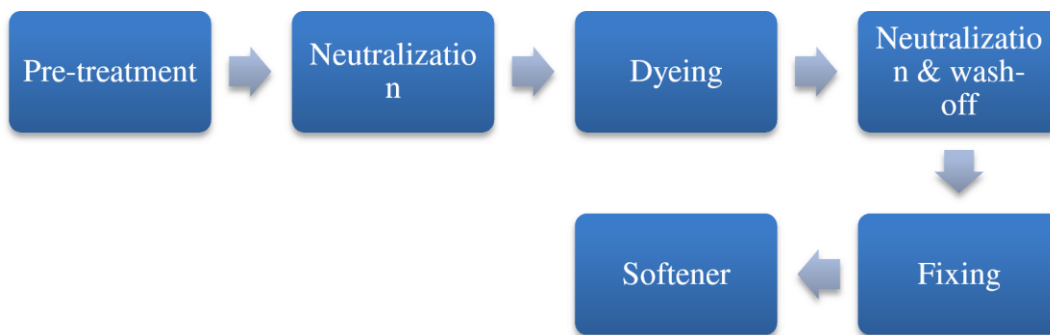 Pre-treatment
Neutralizatio
n
Dyeing
Neutralizatio
n & wash-
off
Fixing
Softener